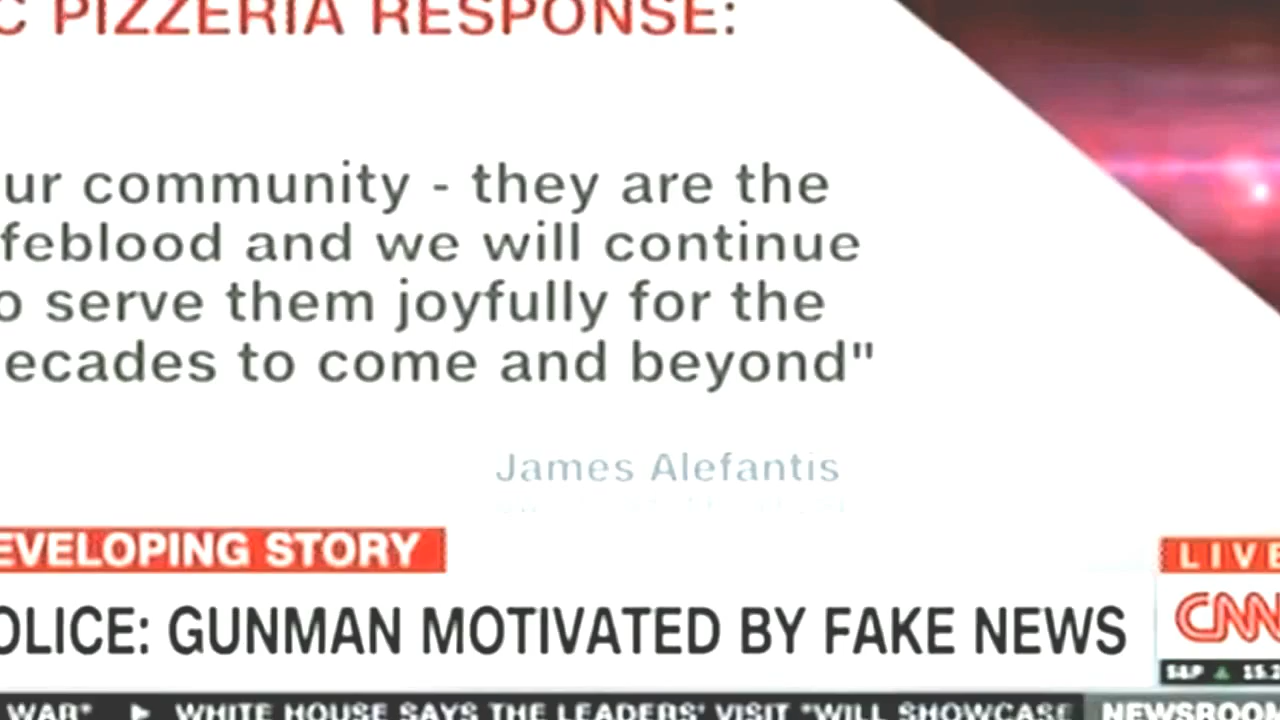 C PIZZERIA RESPONSE:
ur community - they are the
feblood and we will continue
o serve them joyfully for the
ecades to come and beyond"
James Alefantis
EVELOPING STORY
LIVE
OLICE: GUNMAN MOTIVATED BY FAKE NEWS
CNN
S&P ▲ 15.2
WAR" ▶ WHITE HOUSE SAYS THE LEADERS' VISIT "WILL SHOWCASE NEWSROOM